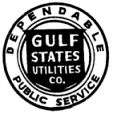 DEPENDABLE
GULF
STATES
UTILITIES
CO.
PUBLIC SERVICE